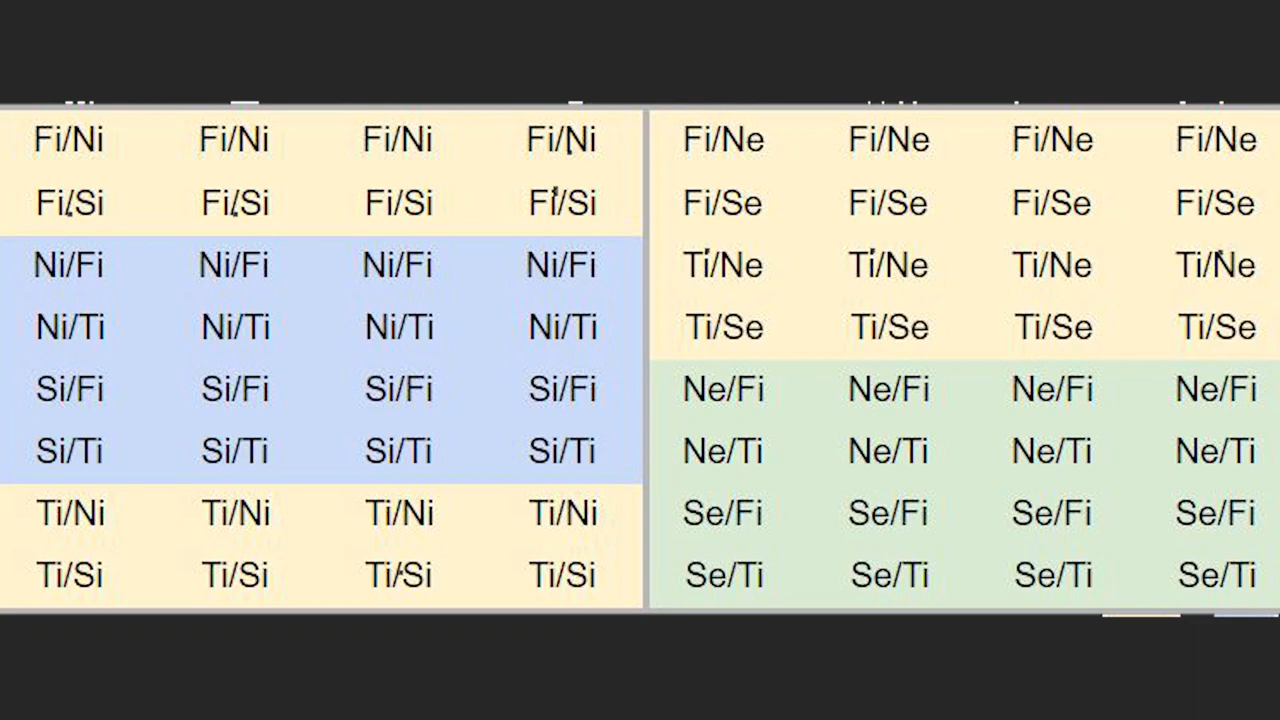 Fi/Ni Fi/Ni Fi/Ni Fi/Ni Fi/Ne Fi/Ne Fi/Ne Fi/Ne
Fi/Si Fi/Si Fi/Si Fi/Si Fi/Se Fi/Se Fi/Se Fi/Se
Ni/Fi Ni/Fi Ni/Fi Ni/Fi Ti/Ne Ti/Ne Ti/Ne Ti/Ne
Ni/Ti Ni/Ti Ni/Ti Ni/Ti Ti/Se Ti/Se Ti/Se Ti/Se
Si/Fi Si/Fi Si/Fi Si/Fi Ne/Fi Ne/Fi Ne/Fi Ne/Fi
Si/Ti Si/Ti Si/Ti Si/Ti Ne/Ti Ne/Ti Ne/Ti Ne/Ti
Ti/Ni Ti/Ni Ti/Ni Ti/Ni Se/Fi Se/Fi Se/Fi Se/Fi
Ti/Si Ti/Si Ti/Si Ti/Si Se/Ti Se/Ti Se/Ti Se/Ti